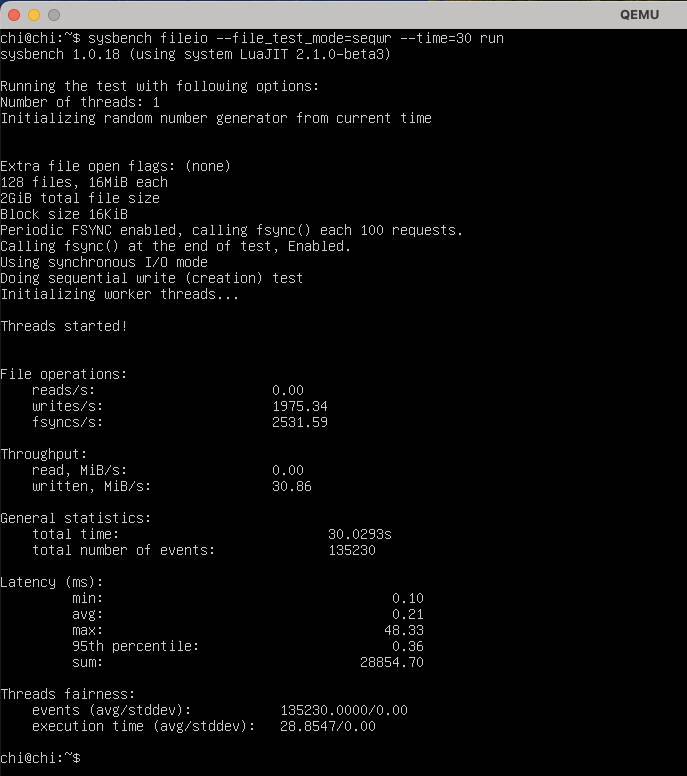 QEMU
chi@chi:~$ sysbench fileio --file_test_mode=seqwr --time=30 run
sysbench 1.0.18 (using system LuaJIT 2.1.0-beta3)
Running the test with following options:
Number of threads: 1
Initializing random number generator from current time
Extra file open flags: (none)
128 files, 16MiB each
2GiB total file size
Block size 16KiB
Periodic FSYNC enabled, calling fsync() each 100 requests.
Calling fsync() at the end of test, Enabled.
Using synchronous I/O mode
Doing sequential write (creation) test
Initializing worker threads...
Threads started!
File operations:
reads/s: 0.00
writes/s: 1975.34
fsyncs/s: 2531.59
Throughput:
read, MiB/s: 0.00
written, MiB/s: 30.86
General statistics:
total time: 30.0293s
total number of events: 135230
Latency (ms):
min: 0.10
avg: 0.21
max: 48.33
95th percentile: 0.36
sum: 28854.70
Threads fairness:
events (avg/stddev): 135230.0000/0.00
execution time (avg/stddev): 28.8547/0.00
chi@chi:~$